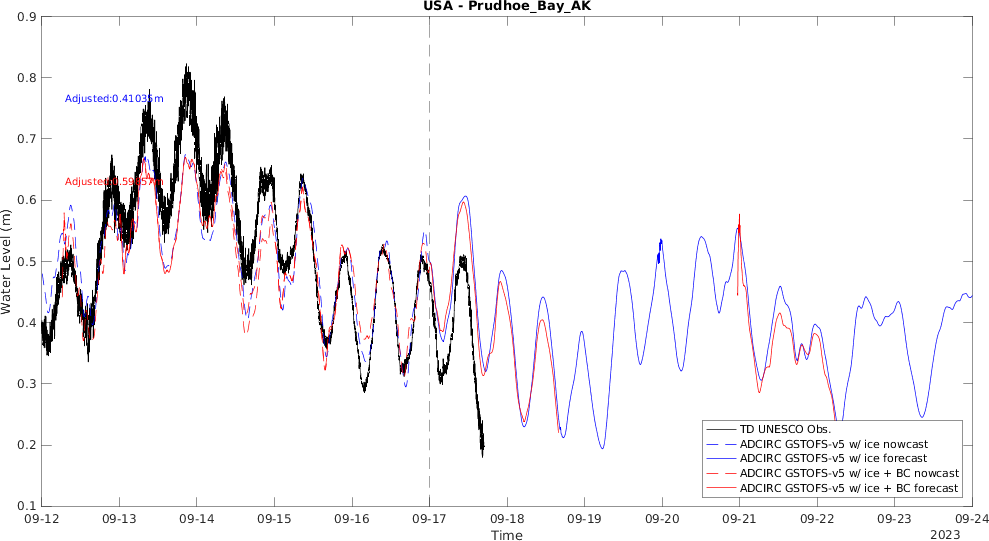 USA - Prudhoe_Bay_AK
0.9
0.8
0.7
0.6
0.5
0.4
0.3
0.2
0.1
Water Level (m)
Adjusted:0.41035m
TD UNESCO Obs.
ADCIRC GSTOFS-v5 w/ ice nowcast
ADCIRC GSTOFS-v5 w/ ice forecast
ADCIRC GSTOFS-v5 w/ ice + BC nowcast
ADCIRC GSTOFS-v5 w/ ice + BC forecast
09-12 09-13 09-14 09-15 09-16 09-17 09-18 09-19 09-20 09-21 09-22 09-23 09-24
Time
2023